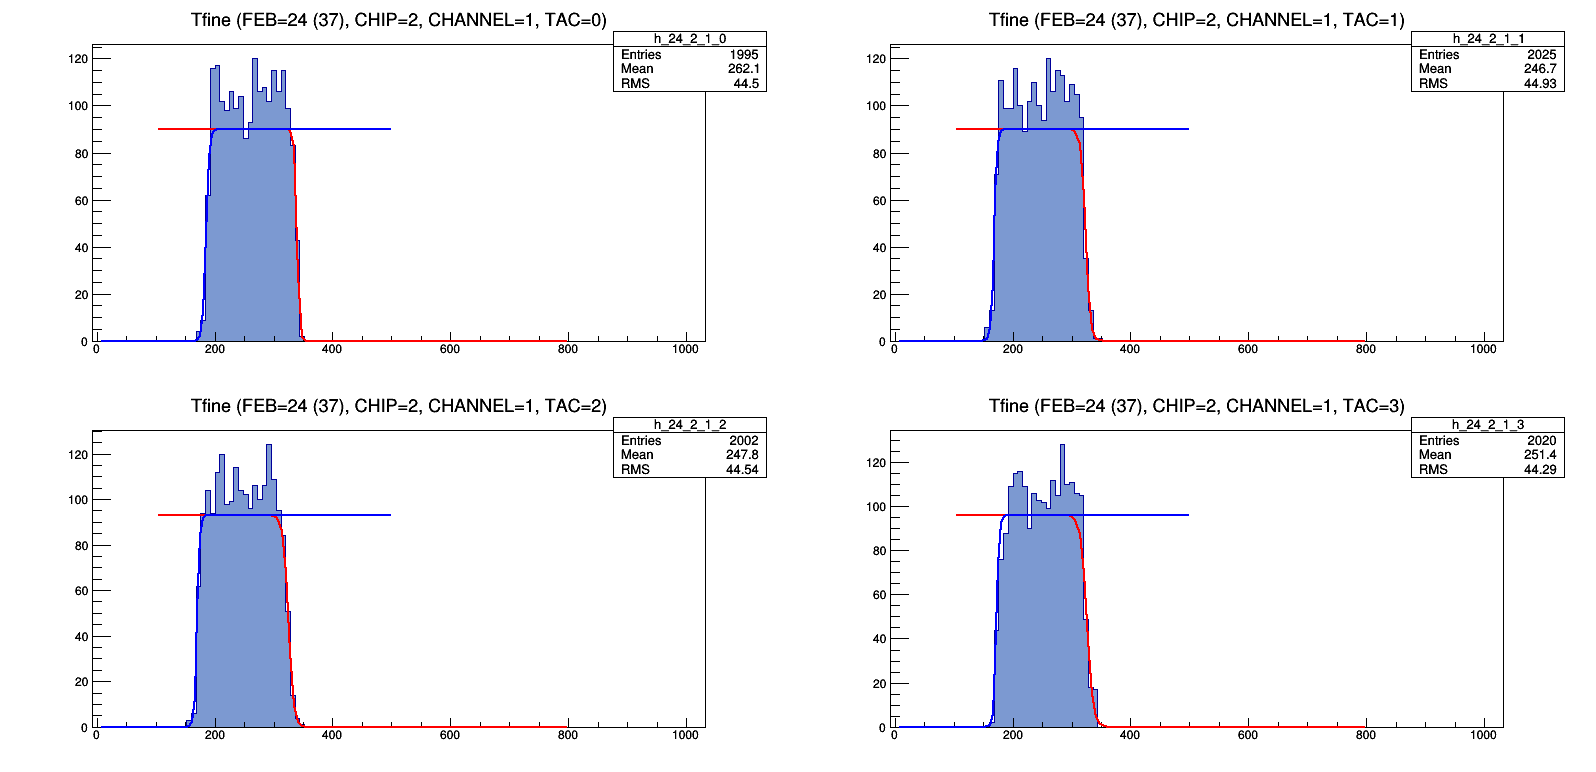 Tfine (FEB=24 (37), CHIP=2, CHANNEL=1, TAC=0)
h_24_2_1_0
Entries 1995
Mean 262.1
RMS 44.5
120
100
80
60
40
20
0
0 200 400 600 800 1000
Tfine (FEB=24 (37), CHIP=2, CHANNEL=1, TAC=1)
h_24_2_1_1
Entries 2025
Mean 246.7
RMS 44.93
120
100
80
60
40
20
0
0 200 400 600 800 1000
Tfine (FEB=24 (37), CHIP=2, CHANNEL=1, TAC=2)
h_24_2_1_2
Entries 2002
Mean 247.8
RMS 44.54
120
100
80
60
40
20
0
0 200 400 600 800 1000
Tfine (FEB=24 (37), CHIP=2, CHANNEL=1, TAC=3)
h_24_2_1_3
Entries 2020
Mean 251.4
RMS 44.29
120
100
80
60
40
20
0
0 200 400 600 800 1000